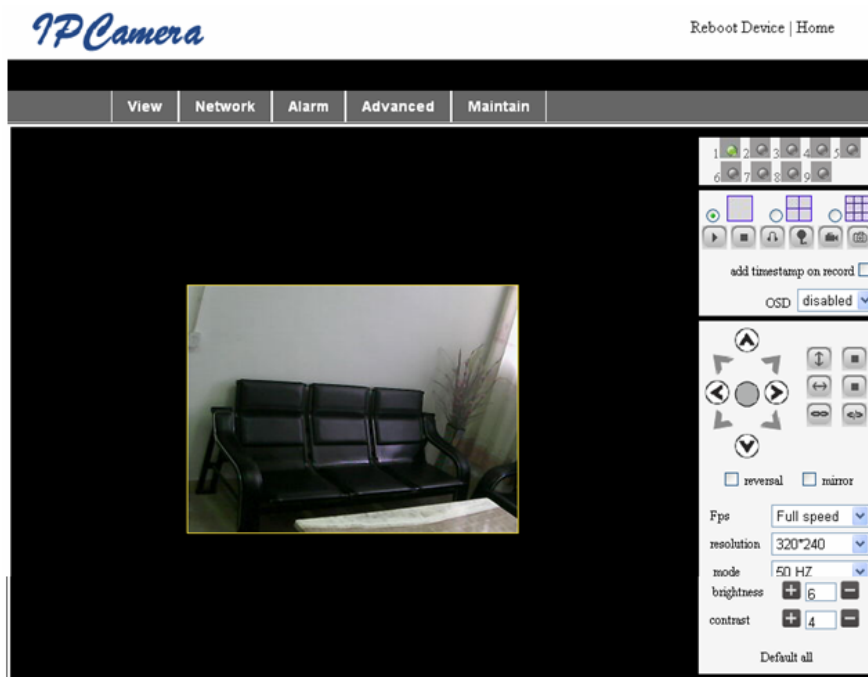 IPCamera
Reboot Device | Home
View Network Alarm Advanced Maintain
1 2 3 4 5
6 7 8 9
add timestamp on record
OSD disabled
reversal mirror
Fps Full speed
resolution 320*240
mode 50 HZ
brightness + 6 −
contrast + 4 −
Default all